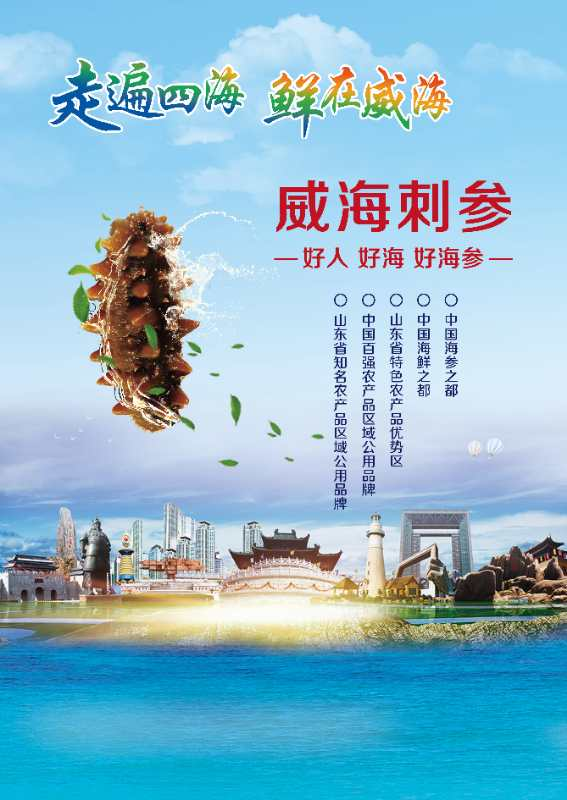 走遍四海 鲜在威海
威海刺参
—好人 好海 好海参—
○中国海参之都
○中国海鲜之都
○山东省特色农产品优势区
○中国百强农产品区域公用品牌
○山东省知名农产品区域公用品牌